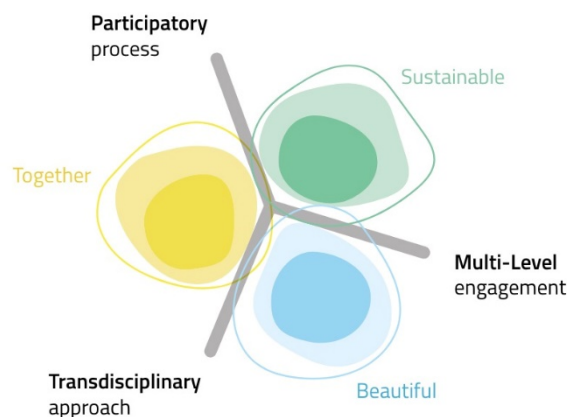 Participatory
process
Sustainable
Together
Multi-Level
engagement
Transdisciplinary
approach
Beautiful